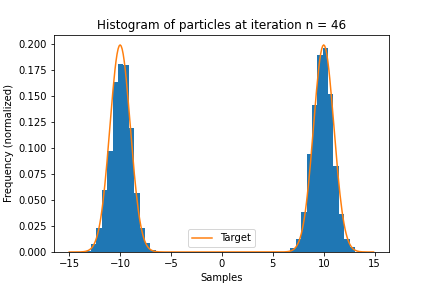 Histogram of particles at iteration n = 46
Frequency (normalized)
0.200
0.175
0.150
0.125
0.100
0.075
0.050
0.025
0.000
Target
−15 −10 −5 0 5 10 15
Samples